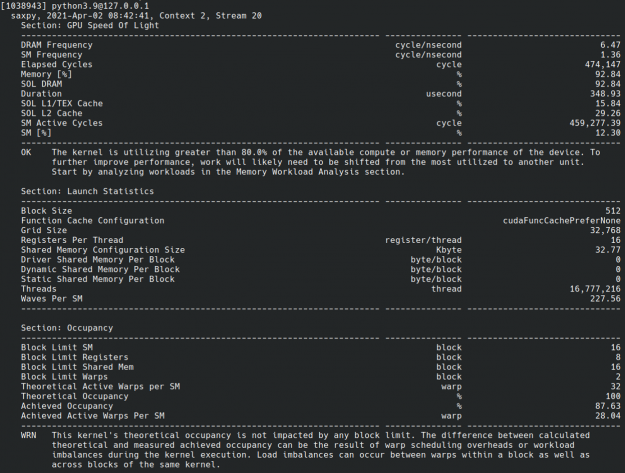 [1038943] python3.9@127.0.0.1
saxpy, 2021-Apr-02 08:42:41, Context 2, Stream 20
Section: GPU Speed Of Light
---------------------------------------------------------------------- --------------- ------------------------------
DRAM Frequency cycle/nsecond 6.47
SM Frequency cycle/nsecond 1.36
Elapsed Cycles cycle 474,147
Memory [%] % 92.84
SOL DRAM % 92.84
Duration usecond 348.93
SOL L1/TEX Cache % 15.84
SOL L2 Cache % 29.26
SM Active Cycles cycle 459,277.39
SM [%] % 12.30
---------------------------------------------------------------------- --------------- ------------------------------
OK The kernel is utilizing greater than 80.0% of the available compute or memory performance of the device. To
further improve performance, work will likely need to be shifted from the most utilized to another unit.
Start by analyzing workloads in the Memory Workload Analysis section.
Section: Launch Statistics
---------------------------------------------------------------------- --------------- ------------------------------
Block Size 512
Function Cache Configuration cudaFuncCachePreferNone
Grid Size 32,768
Registers Per Thread register/thread 16
Shared Memory Configuration Size Kbyte 32.77
Driver Shared Memory Per Block byte/block 0
Dynamic Shared Memory Per Block byte/block 0
Static Shared Memory Per Block byte/block 0
Threads thread 16,777,216
Waves Per SM 227.56
---------------------------------------------------------------------- --------------- ------------------------------
Section: Occupancy
---------------------------------------------------------------------- --------------- ------------------------------
Block Limit SM block 16
Block Limit Registers block 8
Block Limit Shared Mem block 16
Block Limit Warps block 2
Theoretical Active Warps per SM warp 32
Theoretical Occupancy % 100
Achieved Occupancy % 87.63
Achieved Active Warps Per SM warp 28.04
---------------------------------------------------------------------- --------------- ------------------------------
WRN This kernel's theoretical occupancy is not impacted by any block limit. The difference between calculated
theoretical and measured achieved occupancy can be the result of warp scheduling overheads or workload
imbalances during the kernel execution. Load imbalances can occur between warps within a block as well as
across blocks of the same kernel.